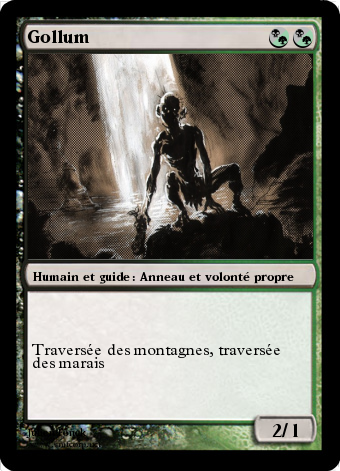 Gollum
Humain et guide : Anneau et volonté propre
Traversée des montagnes, traversée
des marais
2/1